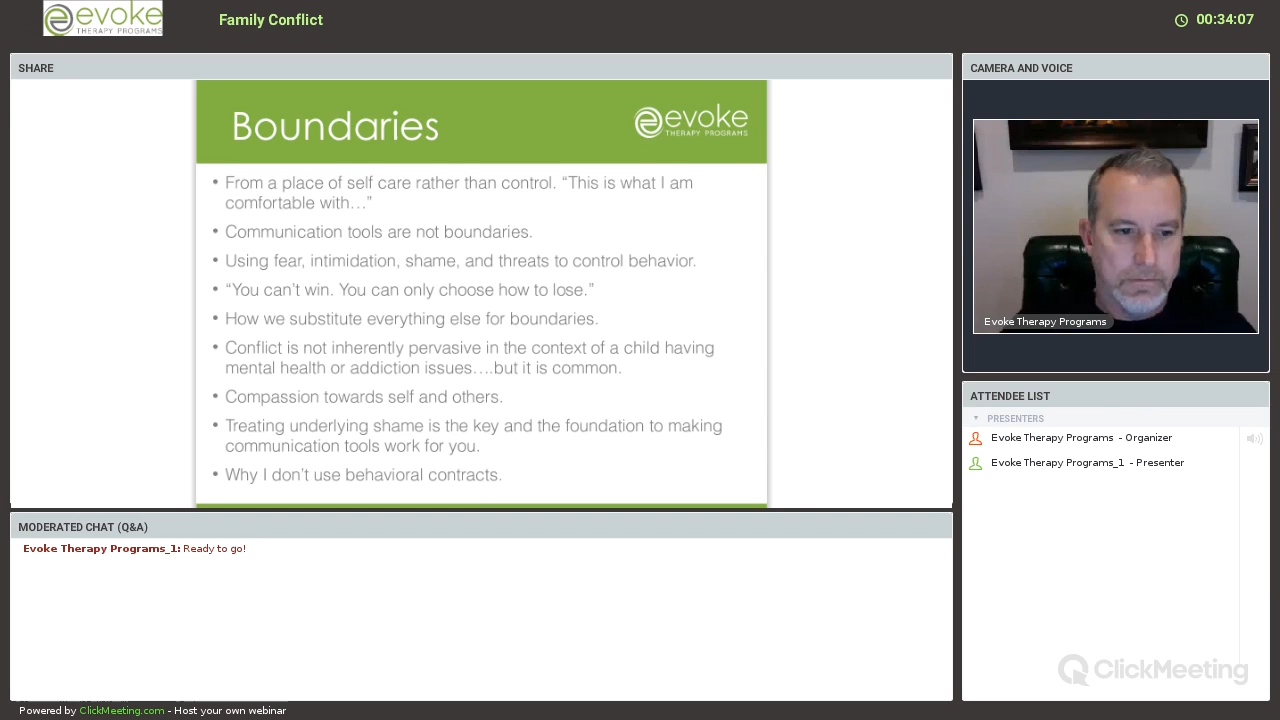 evoke
THERAPY PROGRAMS
Family Conflict
00:34:07
SHARE
Boundaries
evoke
THERAPY PROGRAMS
• From a place of self care rather than control. “This is what I am
comfortable with…”
• Communication tools are not boundaries.
• Using fear, intimidation, shame, and threats to control behavior.
• “You can’t win. You can only choose how to lose.”
• How we substitute everything else for boundaries.
• Conflict is not inherently pervasive in the context of a child having
mental health or addiction issues….but it is common.
• Compassion towards self and others.
• Treating underlying shame is the key and the foundation to making
communication tools work for you.
• Why I don’t use behavioral contracts.
CAMERA AND VOICE
Evoke Therapy Programs
ATTENDEE LIST
PRESENTERS
Evoke Therapy Programs - Organizer
Evoke Therapy Programs_1 - Presenter
MODERATED CHAT (Q&A)
Evoke Therapy Programs_1: Ready to go!
ClickMeeting
Powered by ClickMeeting.com - Host your own webinar